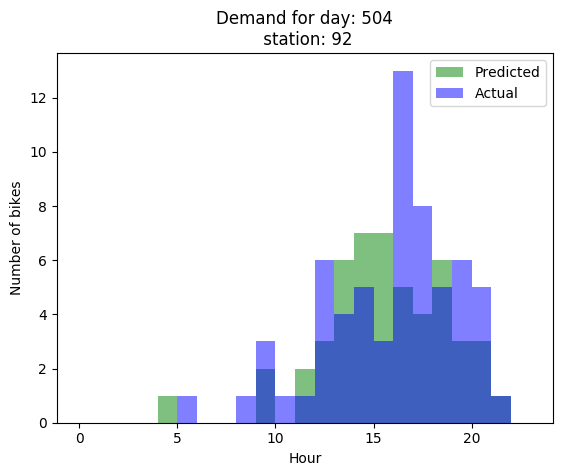 Demand for day: 504
station: 92
Predicted
Actual
Number of bikes
12
10
8
6
4
2
0
0
5
10
15
20
Hour